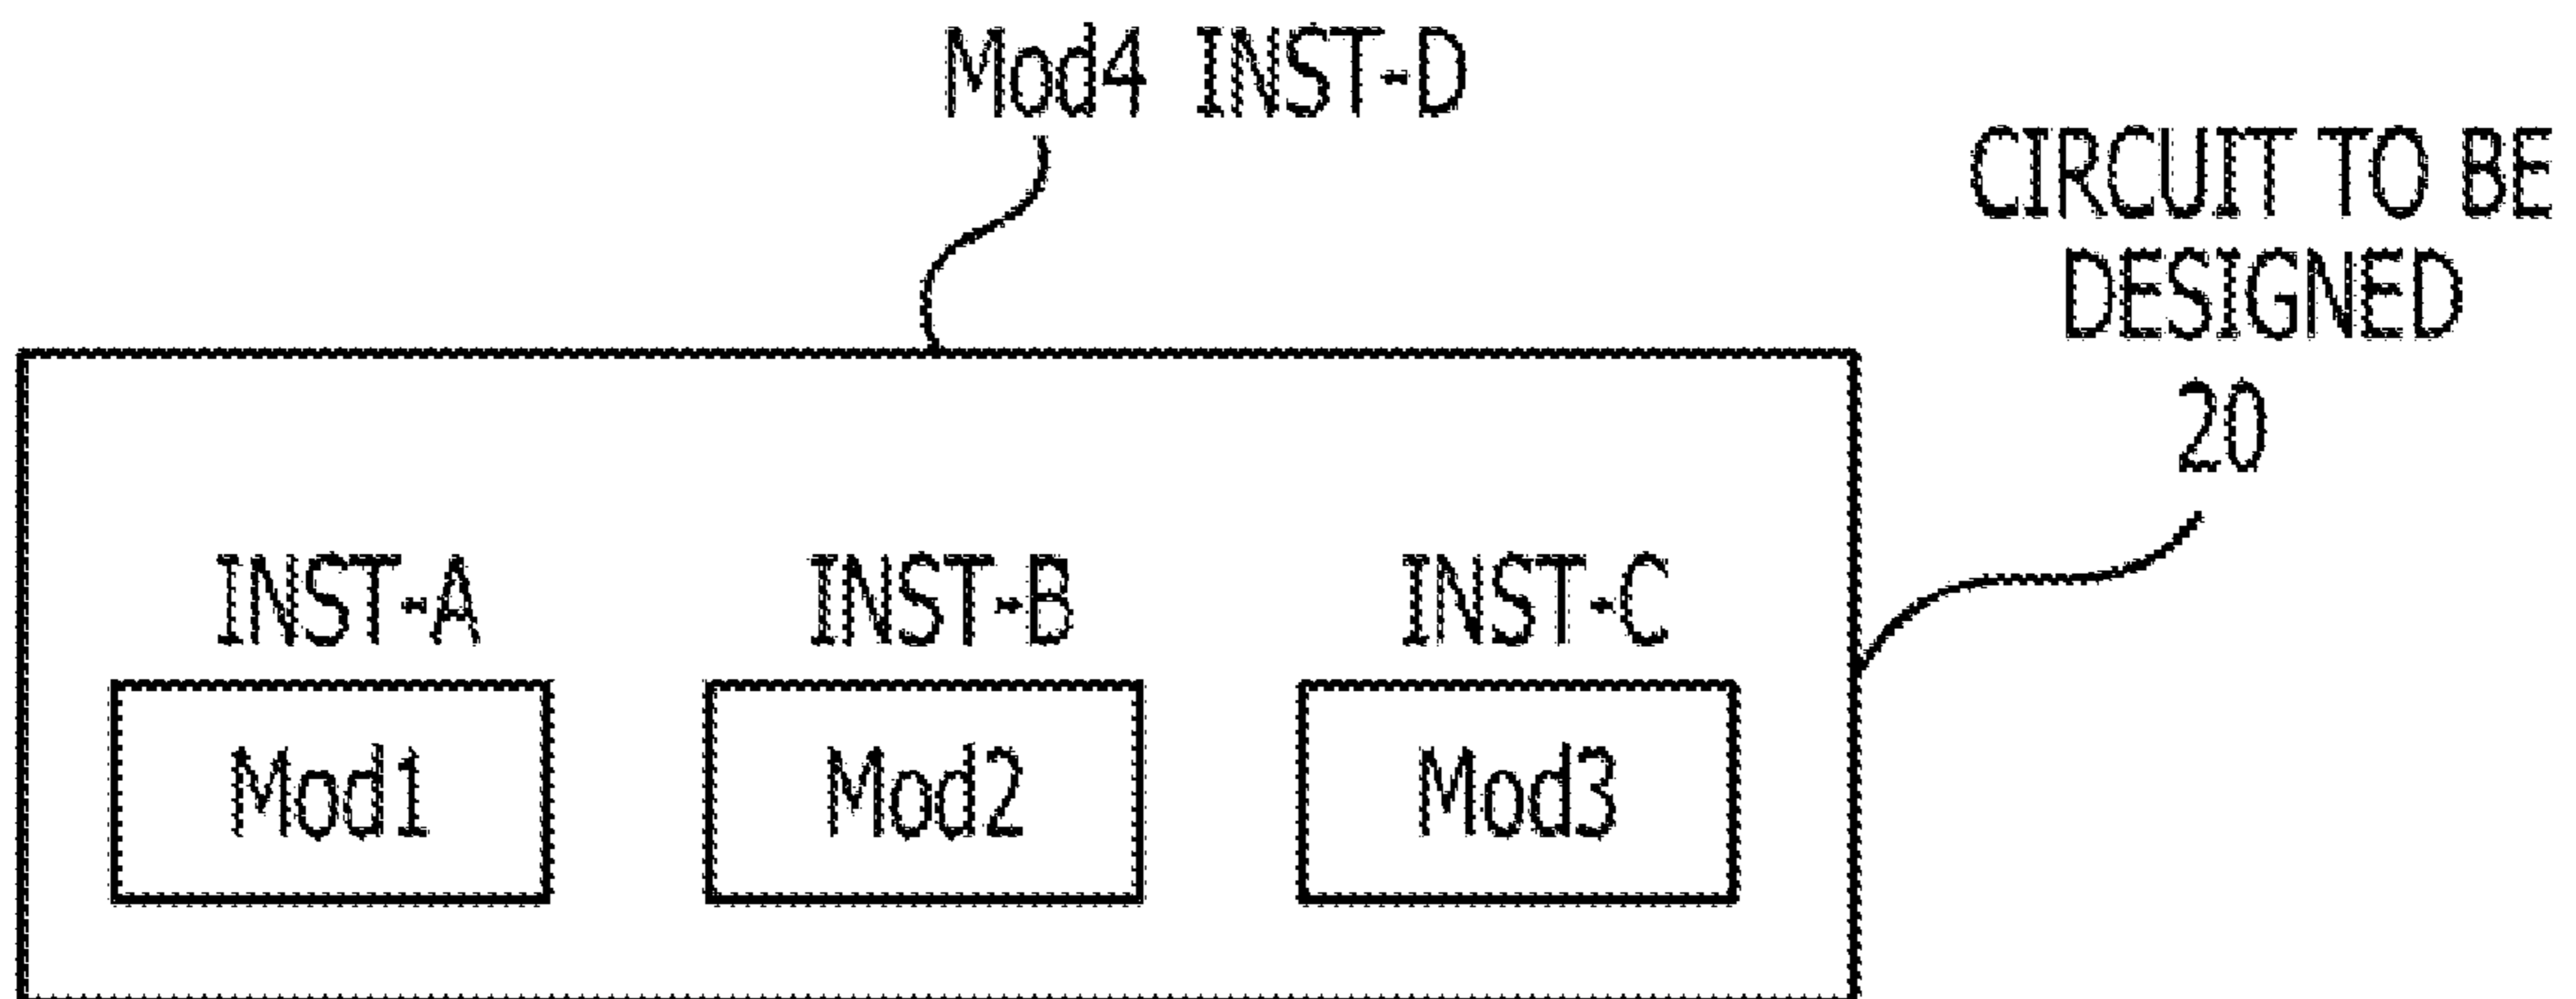 Mod4 INST-D
CIRCUIT TO BE
DESIGNED
20
INST-A INST-B INST-C
Mod1 Mod2 Mod3